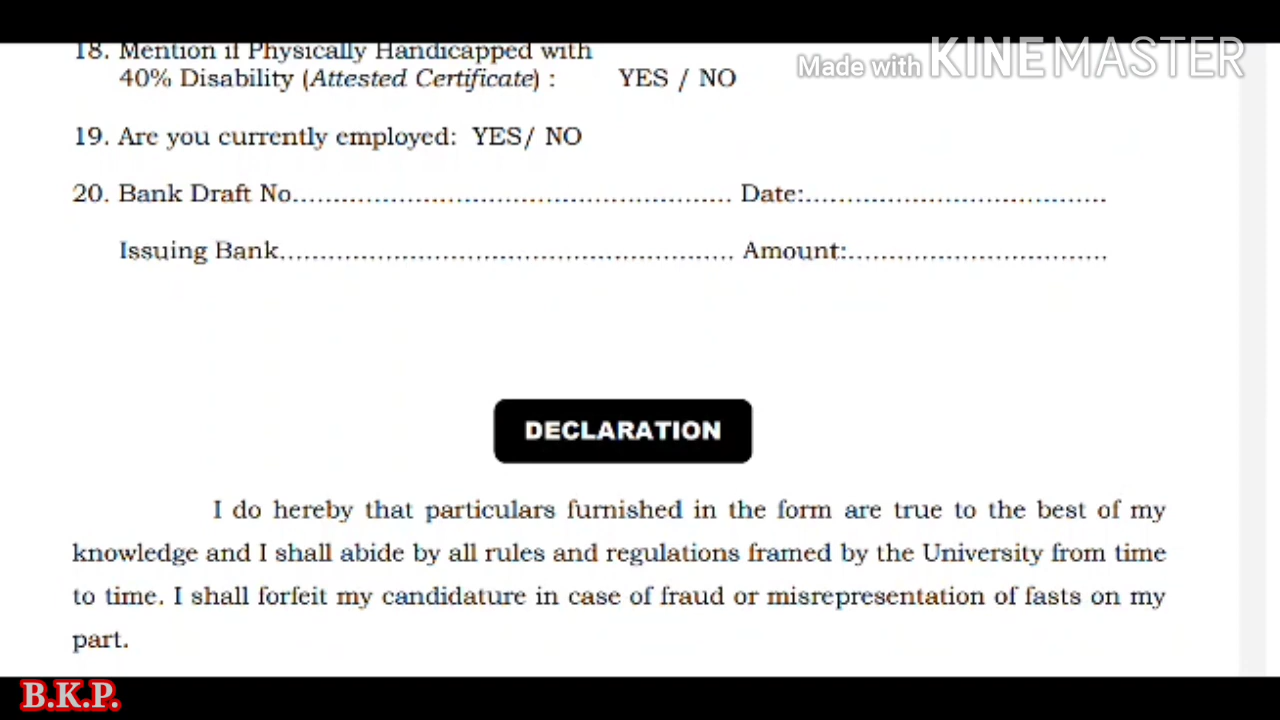 18. Mention if Physically Handicapped with
Made with KINEMASTER
40% Disability (Attested Certificate) : YES / NO
19. Are you currently employed: YES/ NO
20. Bank Draft No.............................................. Date:....................................
Issuing Bank................................................ Amount:...............................
DECLARATION
I do hereby that particulars furnished in the form are true to the best of my
knowledge and I shall abide by all rules and regulations framed by the University from time
to time. I shall forfeit my candidature in case of fraud or misrepresentation of fasts on my
part.
B.K.P.